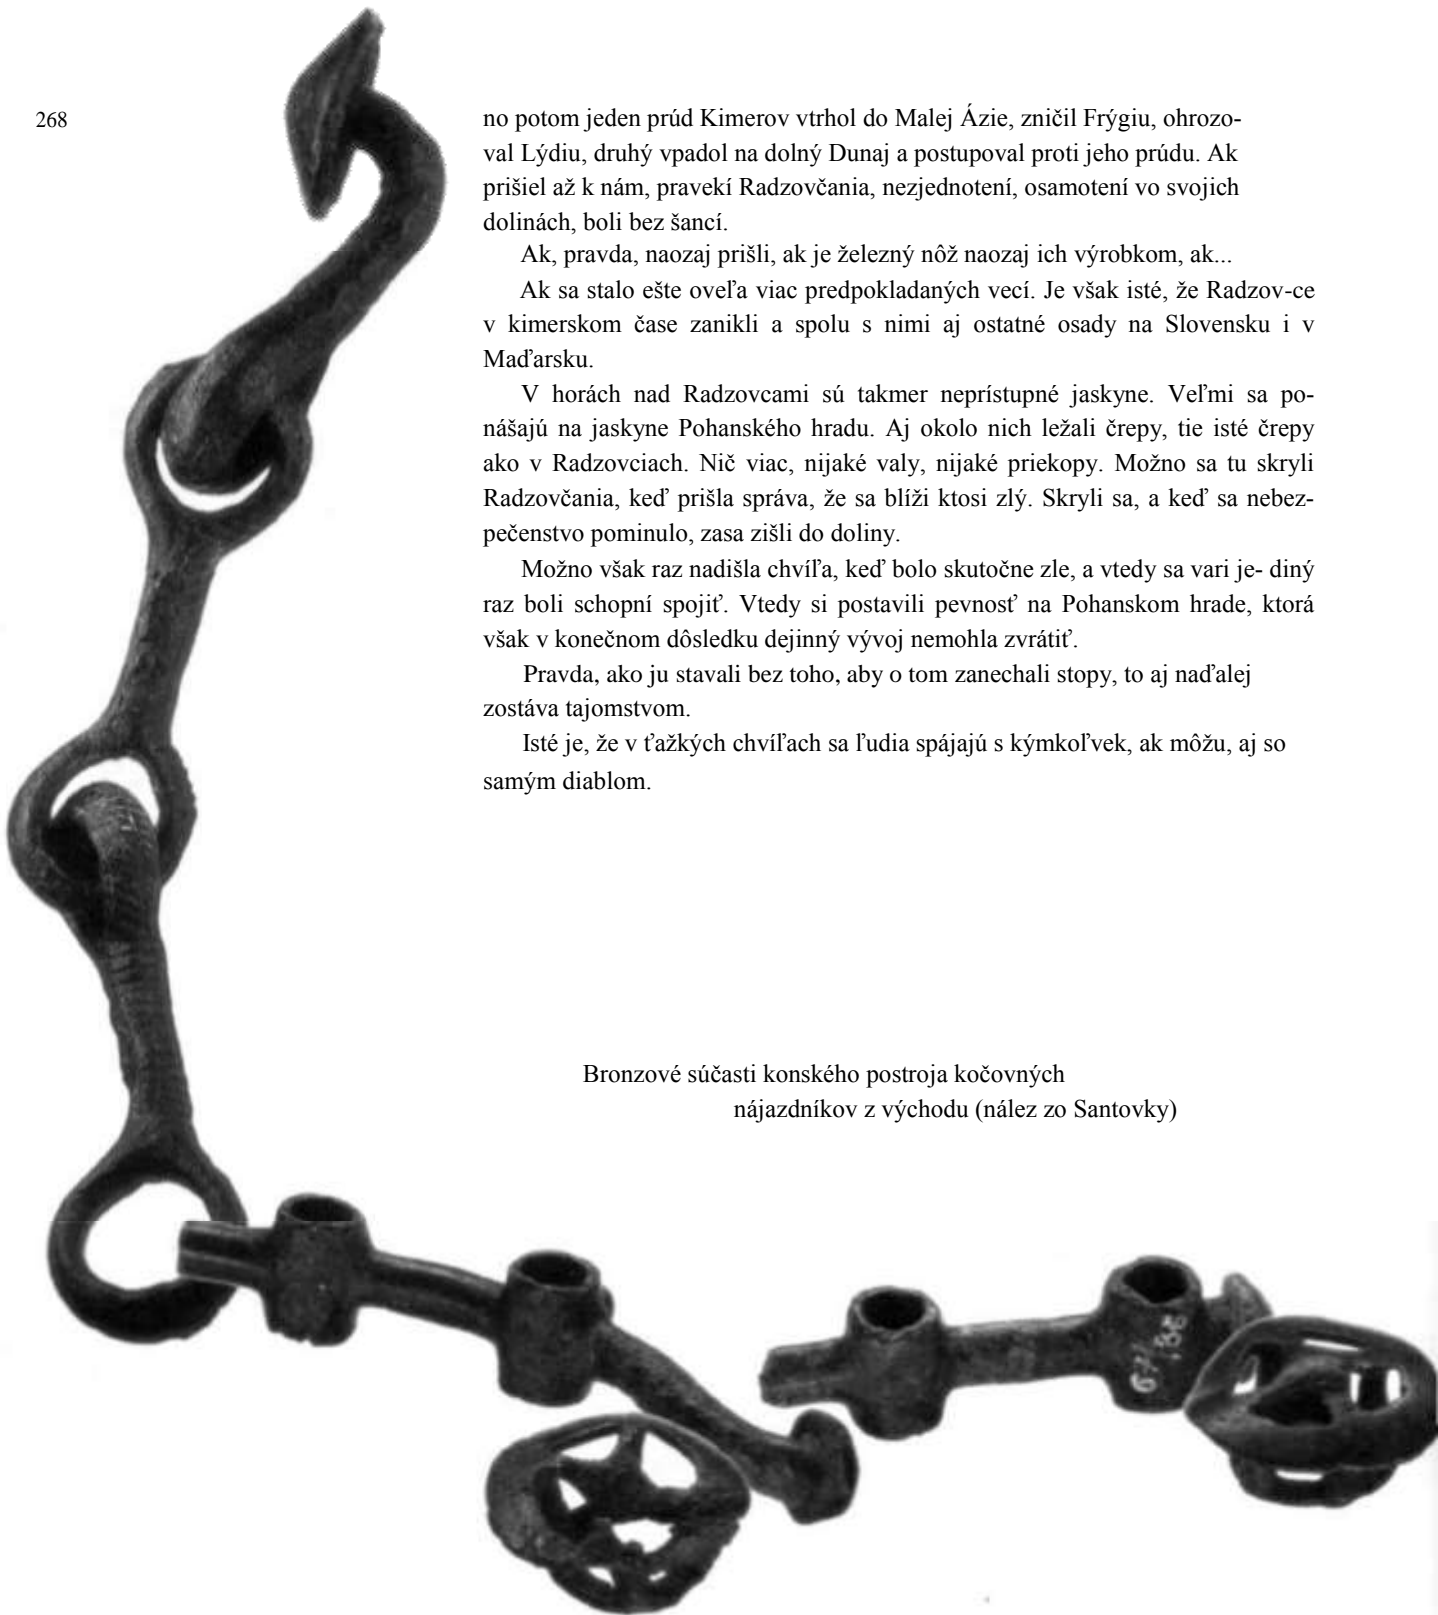 268
no potom jeden prúd Kimerov vtrhol do Malej Ázie, zničil Frýgiu, ohrozo-
val Lýdiu, druhý vpadol na dolný Dunaj a postupoval proti jeho prúdu. Ak
prišiel až k nám, pravekí Radzovčania, nezjednotení, osamotení vo svojich
dolinách, boli bez šancí.
Ak, pravda, naozaj prišli, ak je železný nôž naozaj ich výrobkom, ak...
Ak sa stalo ešte oveľa viac predpokladaných vecí. Je však isté, že Radzov-ce
v kimerskom čase zanikli a spolu s nimi aj ostatné osady na Slovensku i v
Maďarsku.
V horách nad Radzovcami sú takmer neprístupné jaskyne. Veľmi sa po-
nášajú na jaskyne Pohanského hradu. Aj okolo nich ležali črepy, tie isté črepy
ako v Radzovciach. Nič viac, nijaké valy, nijaké priekopy. Možno sa tu skryli
Radzovčania, keď prišla správa, že sa blíži ktosi zlý. Skryli sa, a keď sa nebez-
pečenstvo pominulo, zasa zišli do doliny.
Možno však raz nadišla chvíľa, keď bolo skutočne zle, a vtedy sa vari je- diný
raz boli schopní spojiť. Vtedy si postavili pevnosť na Pohanskom hrade, ktorá
však v konečnom dôsledku dejinný vývoj nemohla zvrátiť.
Pravda, ako ju stavali bez toho, aby o tom zanechali stopy, to aj naďalej
zostáva tajomstvom.
Isté je, že v ťažkých chvíľach sa ľudia spájajú s kýmkoľvek, ak môžu, aj so
samým diablom.
Bronzové súčasti konského postroja kočovných
nájazdníkov z východu (nález zo Santovky)